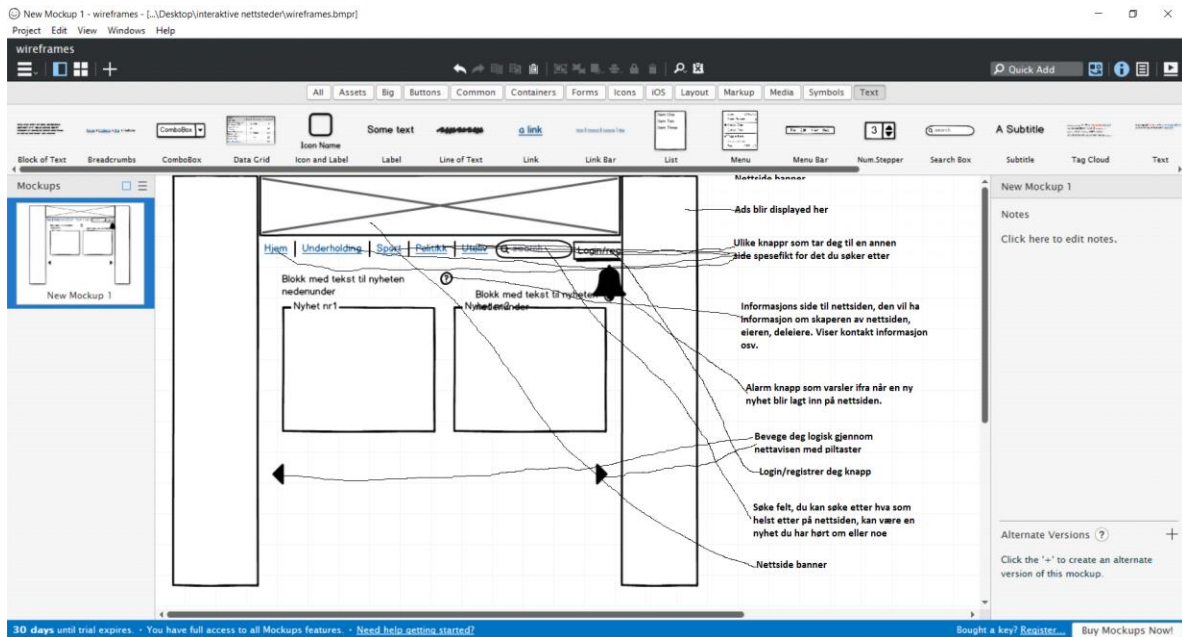 New Mockup 1 - wireframes - [...\Desktop\interaktive nettsteder\wireframes.bmpr]
Project Edit View Windows Help
wireframes
Quick Add
All Assets Big Buttons Common Containers Forms Icons iOS Layout Markup Media Symbols Text
ComboBox
Icon Name
Some text
a link
3
search
A Subtitle
Block of Text Breadcrumbs ComboBox Data Grid Icon and Label Label Line of Text Link Link Bar List Menu Menu Bar Num.Stepper Search Box Subtitle Tag Cloud Text
Mockups
New Mockup 1
Nettside banner
Ads blir displayed her
Hjem Underholding Sport Politikk Uteliv search Login/reg
Ulike knappr som tar deg til en annen
side spesefikt for det du søker etter
Blokk med tekst til nyheten
nedenunder
?
Blokk med tekst til nyheten
nedenunder
Nyhet nr1
Nyhet nr2
Informasjons side til nettsiden, den vil ha
informasjon om skaperen av nettsiden,
eieren, deleiere. Viser kontakt informasjon
osv.
Alarm knapp som varsler ifra når en ny
nyhet blir lagt inn på nettsiden.
Bevege deg logisk gjennom
nettavisen med piltaster
Login/registrer deg knapp
Søke felt, du kan søke etter hva som
helst etter på nettsiden, kan være en
nyhet du har hørt om eller noe
Nettside banner
New Mockup 1
Notes
Click here to edit notes.
Alternate Versions ?
Click the '+' to create an alternate
version of this mockup.
30 days until trial expires. - You have full access to all Mockups features. - Need help getting started?
Bought a key? Register... Buy Mockups Now!